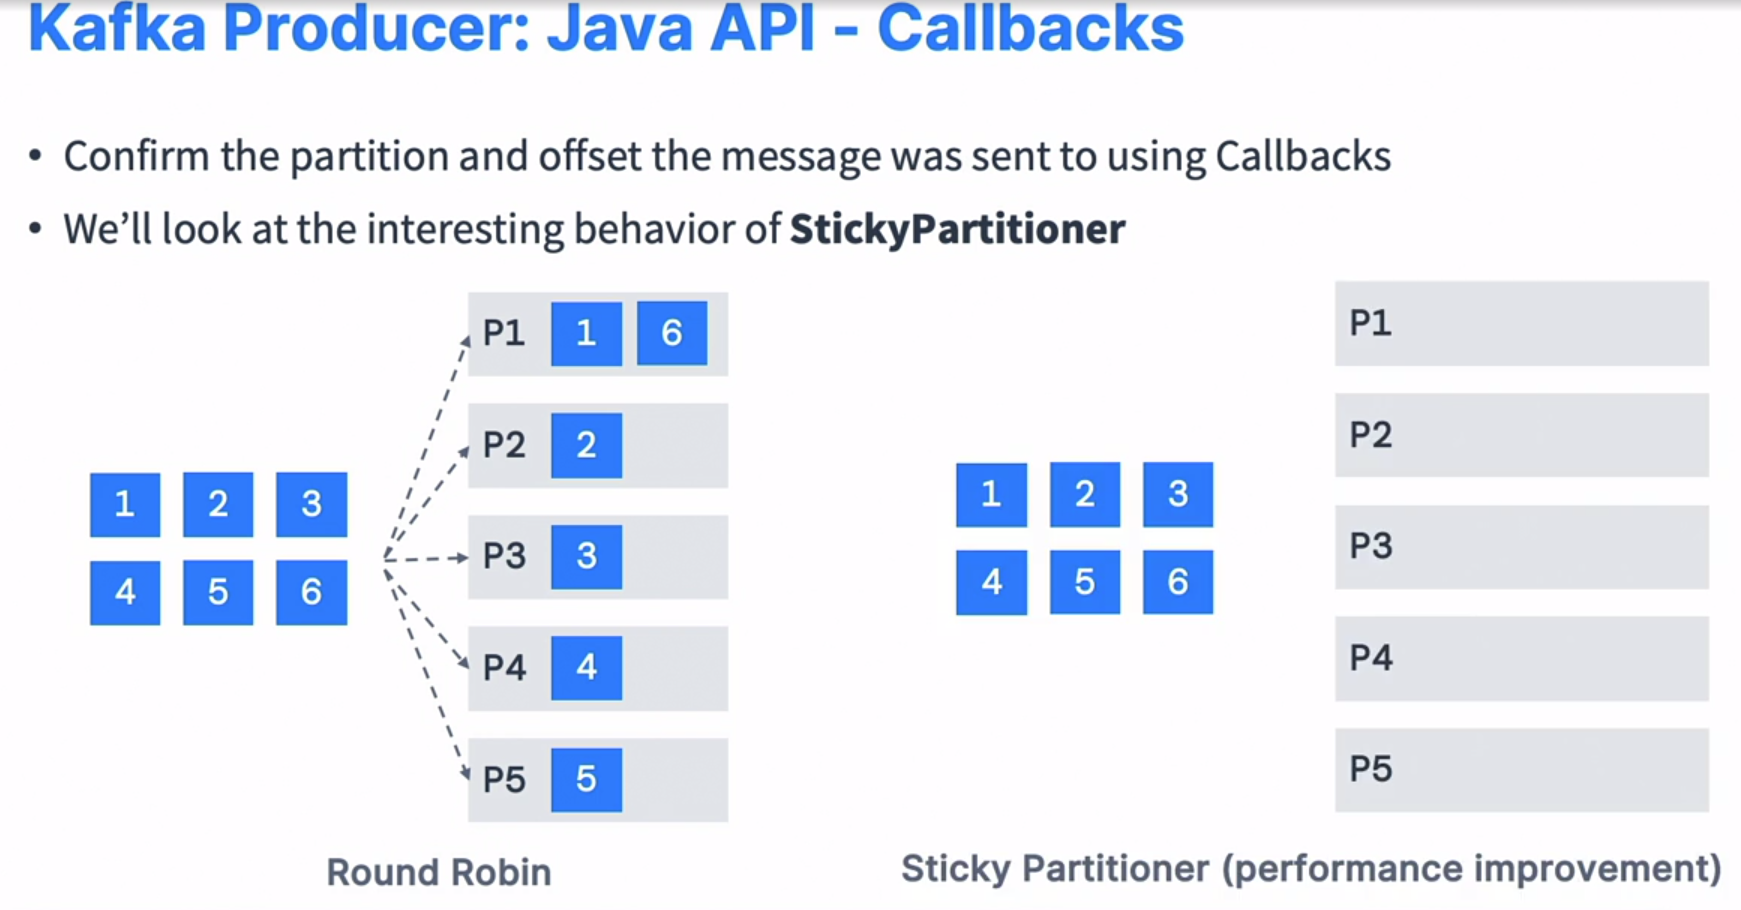 Kafka Producer: Java API - Callbacks
• Confirm the partition and offset the message was sent to using Callbacks
• We'll look at the interesting behavior of StickyPartitioner
1 2 3
4 5 6
P1 1 6
P2 2
P3 3
P4 4
P5 5
Round Robin
1 2 3
4 5 6
P1
P2
P3
P4
P5
Sticky Partitioner (performance improvement)